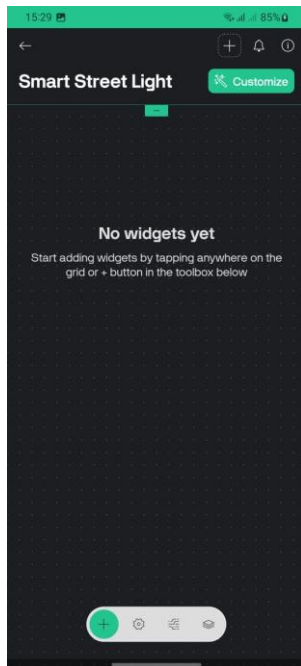 15:29 85%
Smart Street Light
Customize
No widgets yet
Start adding widgets by tapping anywhere on the
grid or + button in the toolbox below